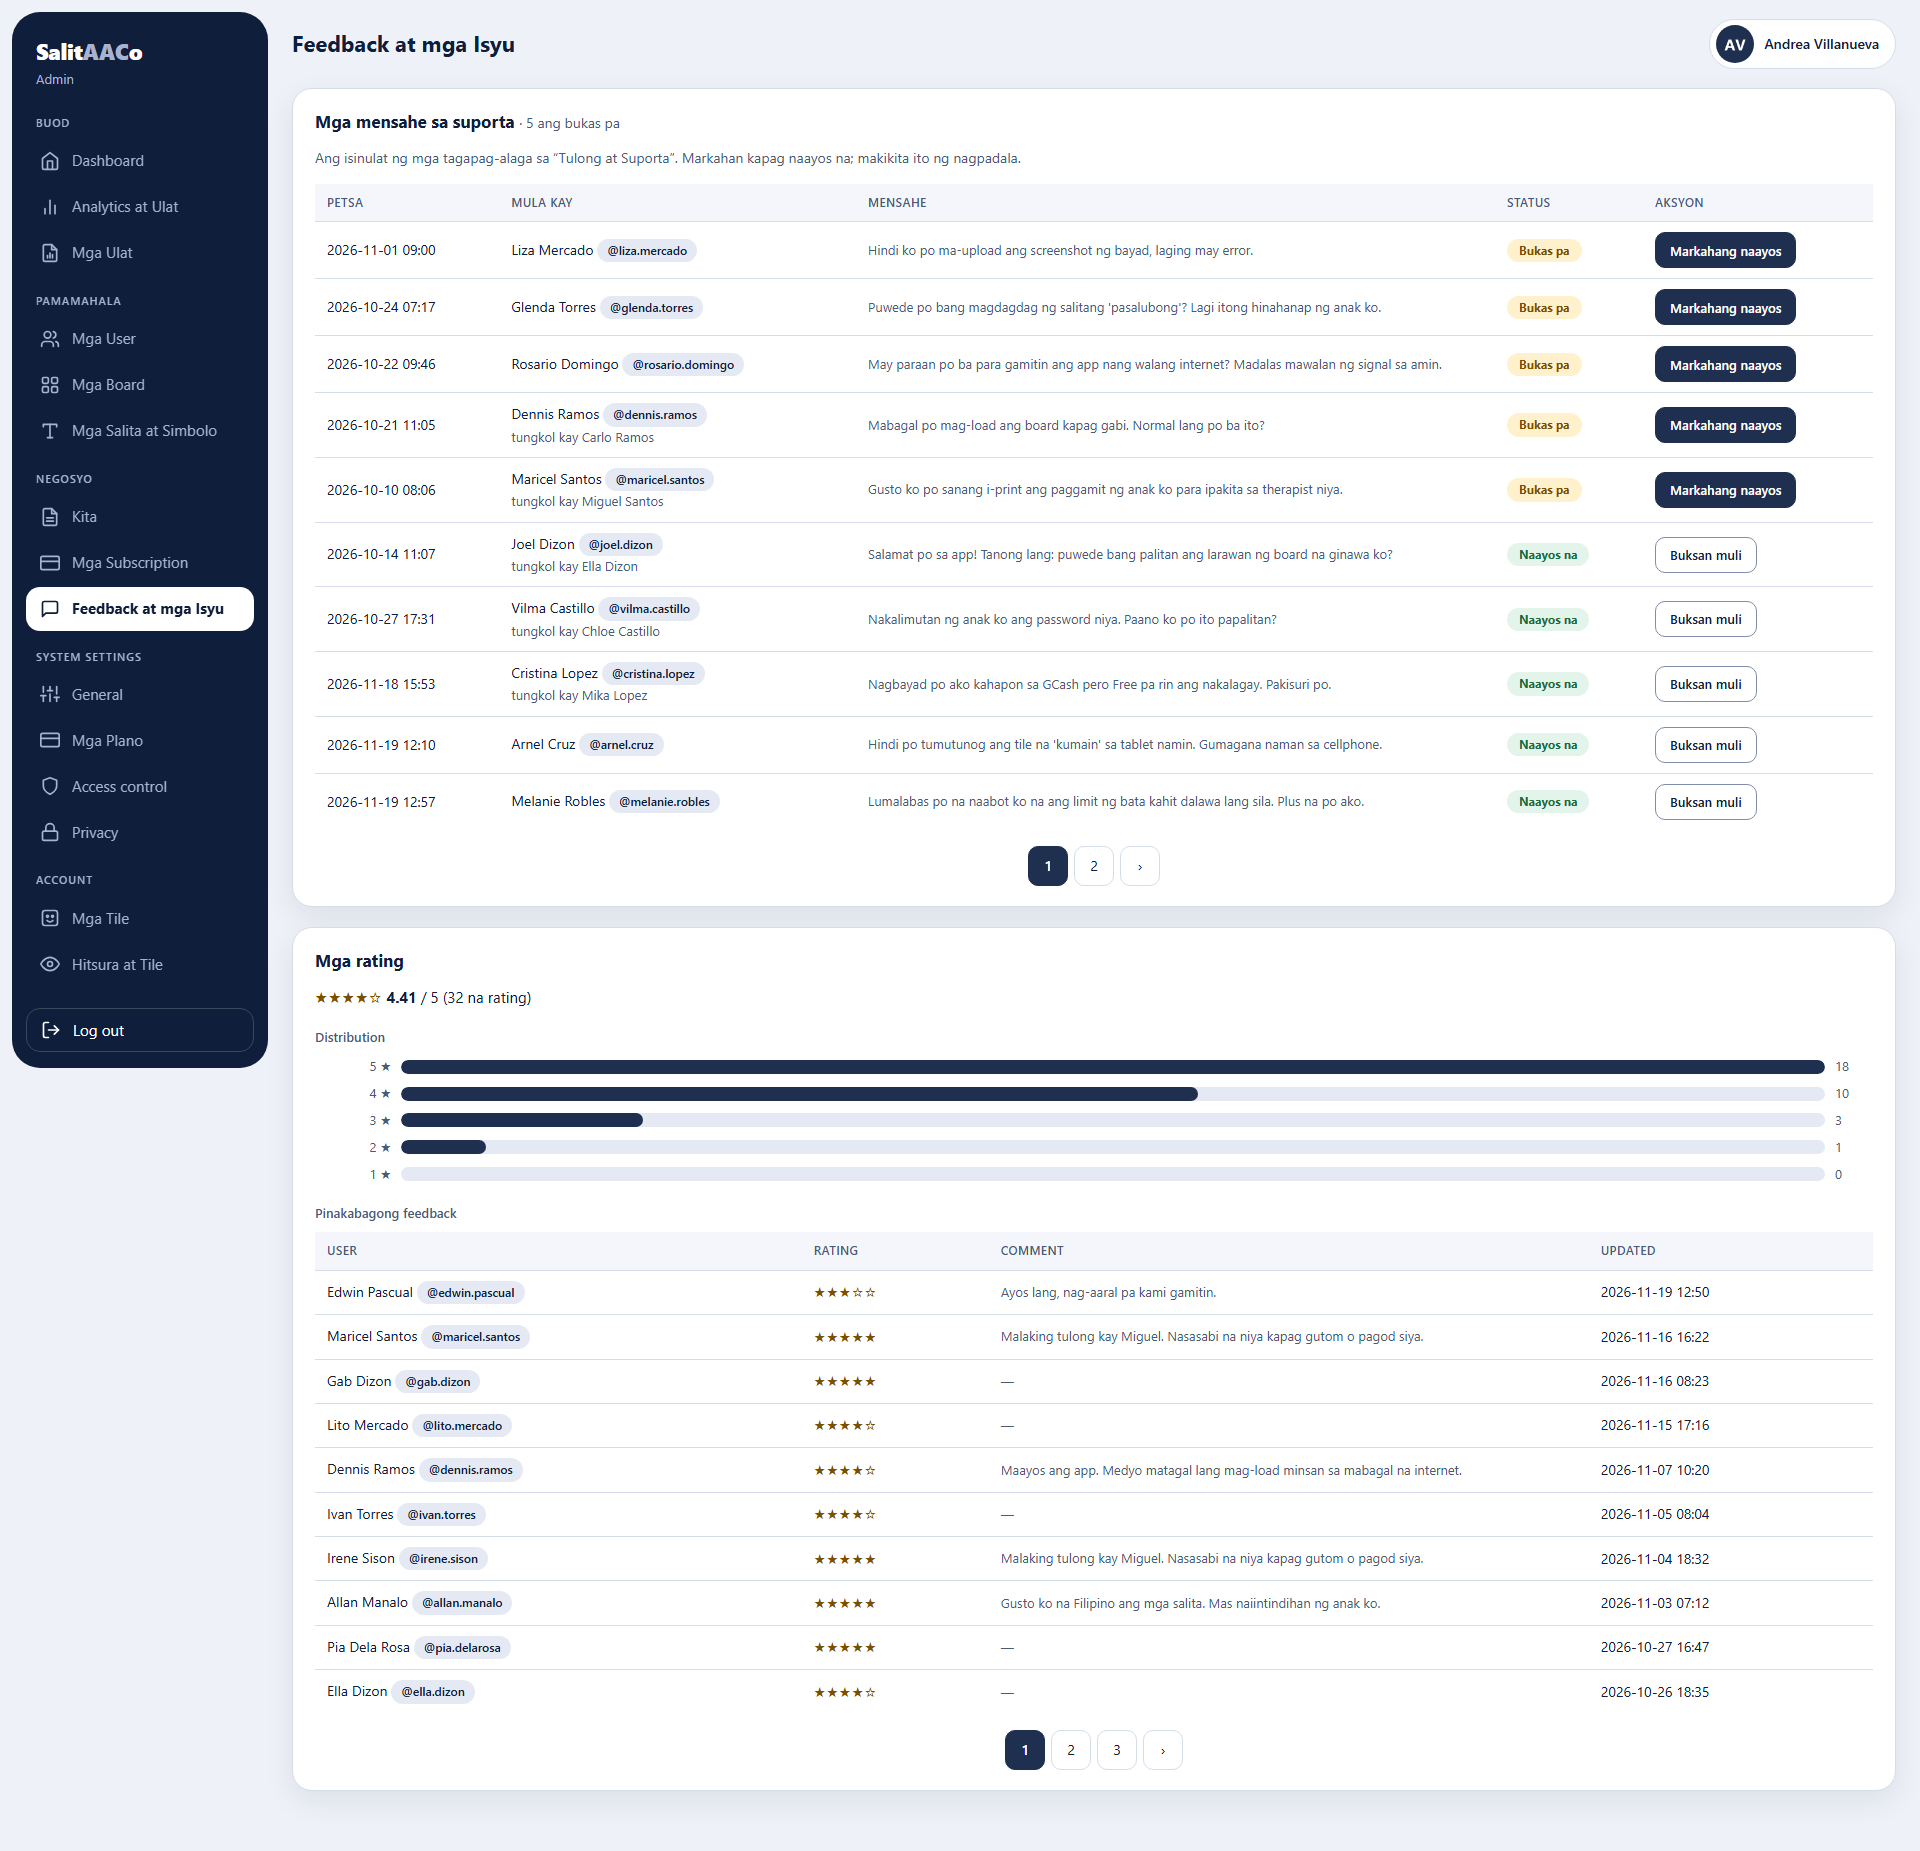 SalitAACo
Admin
BUOD
Dashboard
Analytics at Ulat
Mga Ulat
PAMAMAHALA
Mga User
Mga Board
Mga Salita at Simbolo
NEGOSYO
Kita
Mga Subscription
Feedback at mga Isyu
SYSTEM SETTINGS
General
Mga Plano
Access control
Privacy
ACCOUNT
Mga Tile
Hitsura at Tile
Log out
Feedback at mga Isyu
AV Andrea Villanueva
Mga mensahe sa suporta · 5 ang bukas pa
Ang isinulat ng mga tagapag-alaga sa “Tulong at Suporta”. Markahan kapag naayos na; makikita ito ng nagpadala.
PETSA MULA KAY MENSAHE STATUS AKSYON
2026-11-01 09:00 Liza Mercado @liza.mercado Hindi ko po ma-upload ang screenshot ng bayad, laging may error. Bukas pa Markahang naayos
2026-10-24 07:17 Glenda Torres @glenda.torres Puwede po bang magdagdag ng salitang 'pasalubong'? Lagi itong hinahanap ng anak ko. Bukas pa Markahang naayos
2026-10-22 09:46 Rosario Domingo @rosario.domingo May paraan po ba para gamitin ang app nang walang internet? Madalas mawalan ng signal sa amin. Bukas pa Markahang naayos
2026-10-21 11:05 Dennis Ramos @dennis.ramos Mabagal po mag-load ang board kapag gabi. Normal lang po ba ito? Bukas pa Markahang naayos
tungkol kay Carlo Ramos
2026-10-10 08:06 Maricel Santos @maricel.santos Gusto ko po sanang i-print ang paggamit ng anak ko para ipakita sa therapist niya. Bukas pa Markahang naayos
tungkol kay Miguel Santos
2026-10-14 11:07 Joel Dizon @joel.dizon Salamat po sa app! Tanong lang: puwede bang palitan ang larawan ng board na ginawa ko? Naayos na Buksan muli
tungkol kay Ella Dizon
2026-10-27 17:31 Vilma Castillo @vilma.castillo Nakalimutan ng anak ko ang password niya. Paano ko po ito papalitan? Naayos na Buksan muli
tungkol kay Chloe Castillo
2026-11-18 15:53 Cristina Lopez @cristina.lopez Nagbayad po ako kahapon sa GCash pero Free pa rin ang nakalagay. Pakisuri po. Naayos na Buksan muli
tungkol kay Mika Lopez
2026-11-19 12:10 Arnel Cruz @arnel.cruz Hindi po tumutunog ang tile na 'kumain' sa tablet namin. Gumagana naman sa cellphone. Naayos na Buksan muli
2026-11-19 12:57 Melanie Robles @melanie.robles Lumalabas po na naabot ko na ang limit ng bata kahit dalawa lang sila. Plus na po ako. Naayos na Buksan muli
1 2 ›
Mga rating
★★★★☆ 4.41 / 5 (32 na rating)
Distribution
5 ★ 18
4 ★ 10
3 ★ 3
2 ★ 1
1 ★ 0
Pinakabagong feedback
USER RATING COMMENT UPDATED
Edwin Pascual @edwin.pascual ★★★☆☆ Ayos lang, nag-aaral pa kami gamitin. 2026-11-19 12:50
Maricel Santos @maricel.santos ★★★★★ Malaking tulong kay Miguel. Nasasabi na niya kapag gutom o pagod siya. 2026-11-16 16:22
Gab Dizon @gab.dizon ★★★★★ — 2026-11-16 08:23
Lito Mercado @lito.mercado ★★★★☆ — 2026-11-15 17:16
Dennis Ramos @dennis.ramos ★★★★☆ Maayos ang app. Medyo matagal lang mag-load minsan sa mabagal na internet. 2026-11-07 10:20
Ivan Torres @ivan.torres ★★★★☆ — 2026-11-05 08:04
Irene Sison @irene.sison ★★★★★ Malaking tulong kay Miguel. Nasasabi na niya kapag gutom o pagod siya. 2026-11-04 18:32
Allan Manalo @allan.manalo ★★★★★ Gusto ko na Filipino ang mga salita. Mas naiintindihan ng anak ko. 2026-11-03 07:12
Pia Dela Rosa @pia.delarosa ★★★★★ — 2026-10-27 16:47
Ella Dizon @ella.dizon ★★★★☆ — 2026-10-26 18:35
1 2 3 ›